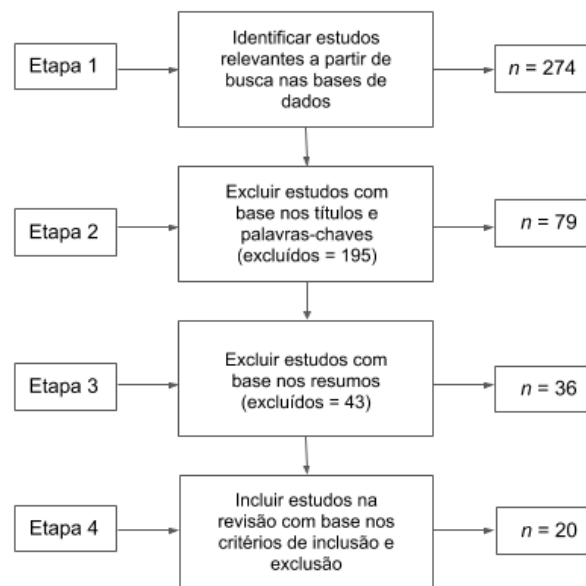 Etapa 1
Identificar estudos
relevantes a partir de
busca nas bases de
dados
n = 274
Etapa 2
Excluir estudos com
base nos títulos e
palavras-chaves
(excluídos = 195)
n = 79
Etapa 3
Excluir estudos com
base nos resumos
(excluídos = 43)
n = 36
Etapa 4
Incluir estudos na
revisão com base nos
critérios de inclusão e
exclusão
n = 20